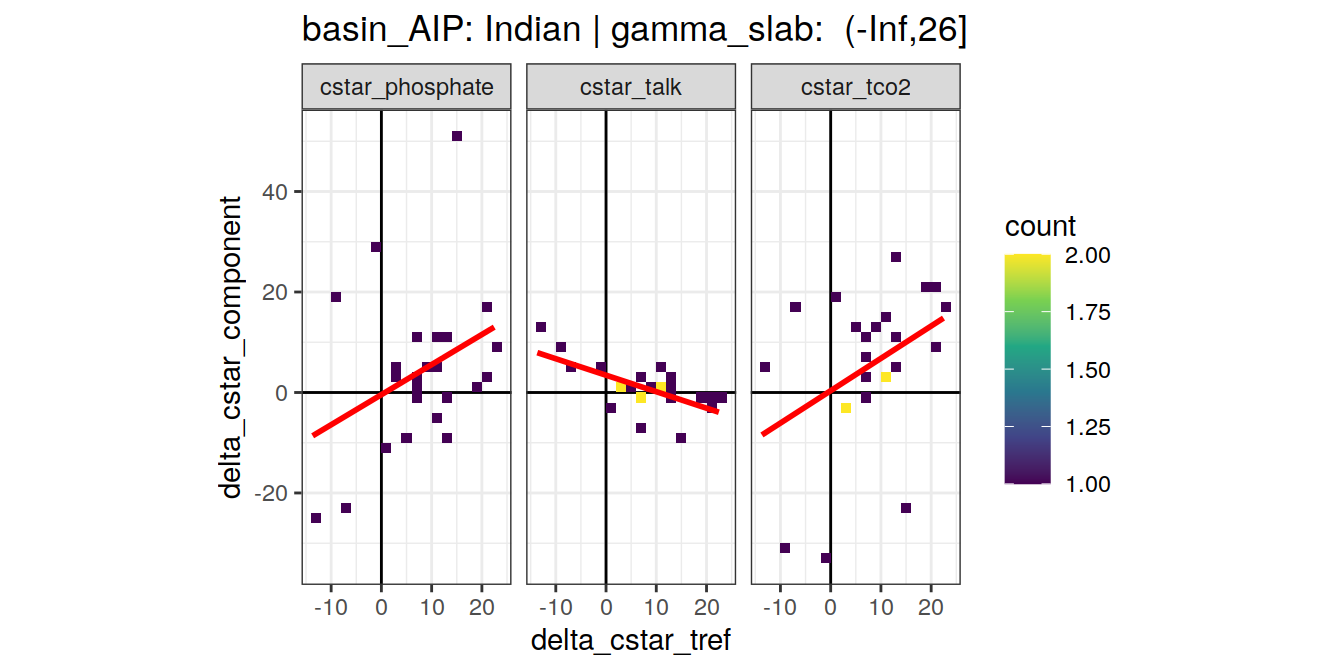 basin_AIP: Indian | gamma_slab:  (-Inf,26]
cstar_phosphate cstar_talk cstar_tco2
delta_cstar_component
40
20
0
-20
-10 0 10 20 -10 0 10 20 -10 0 10 20
delta_cstar_tref
count
2.00
1.75
1.50
1.25
1.00